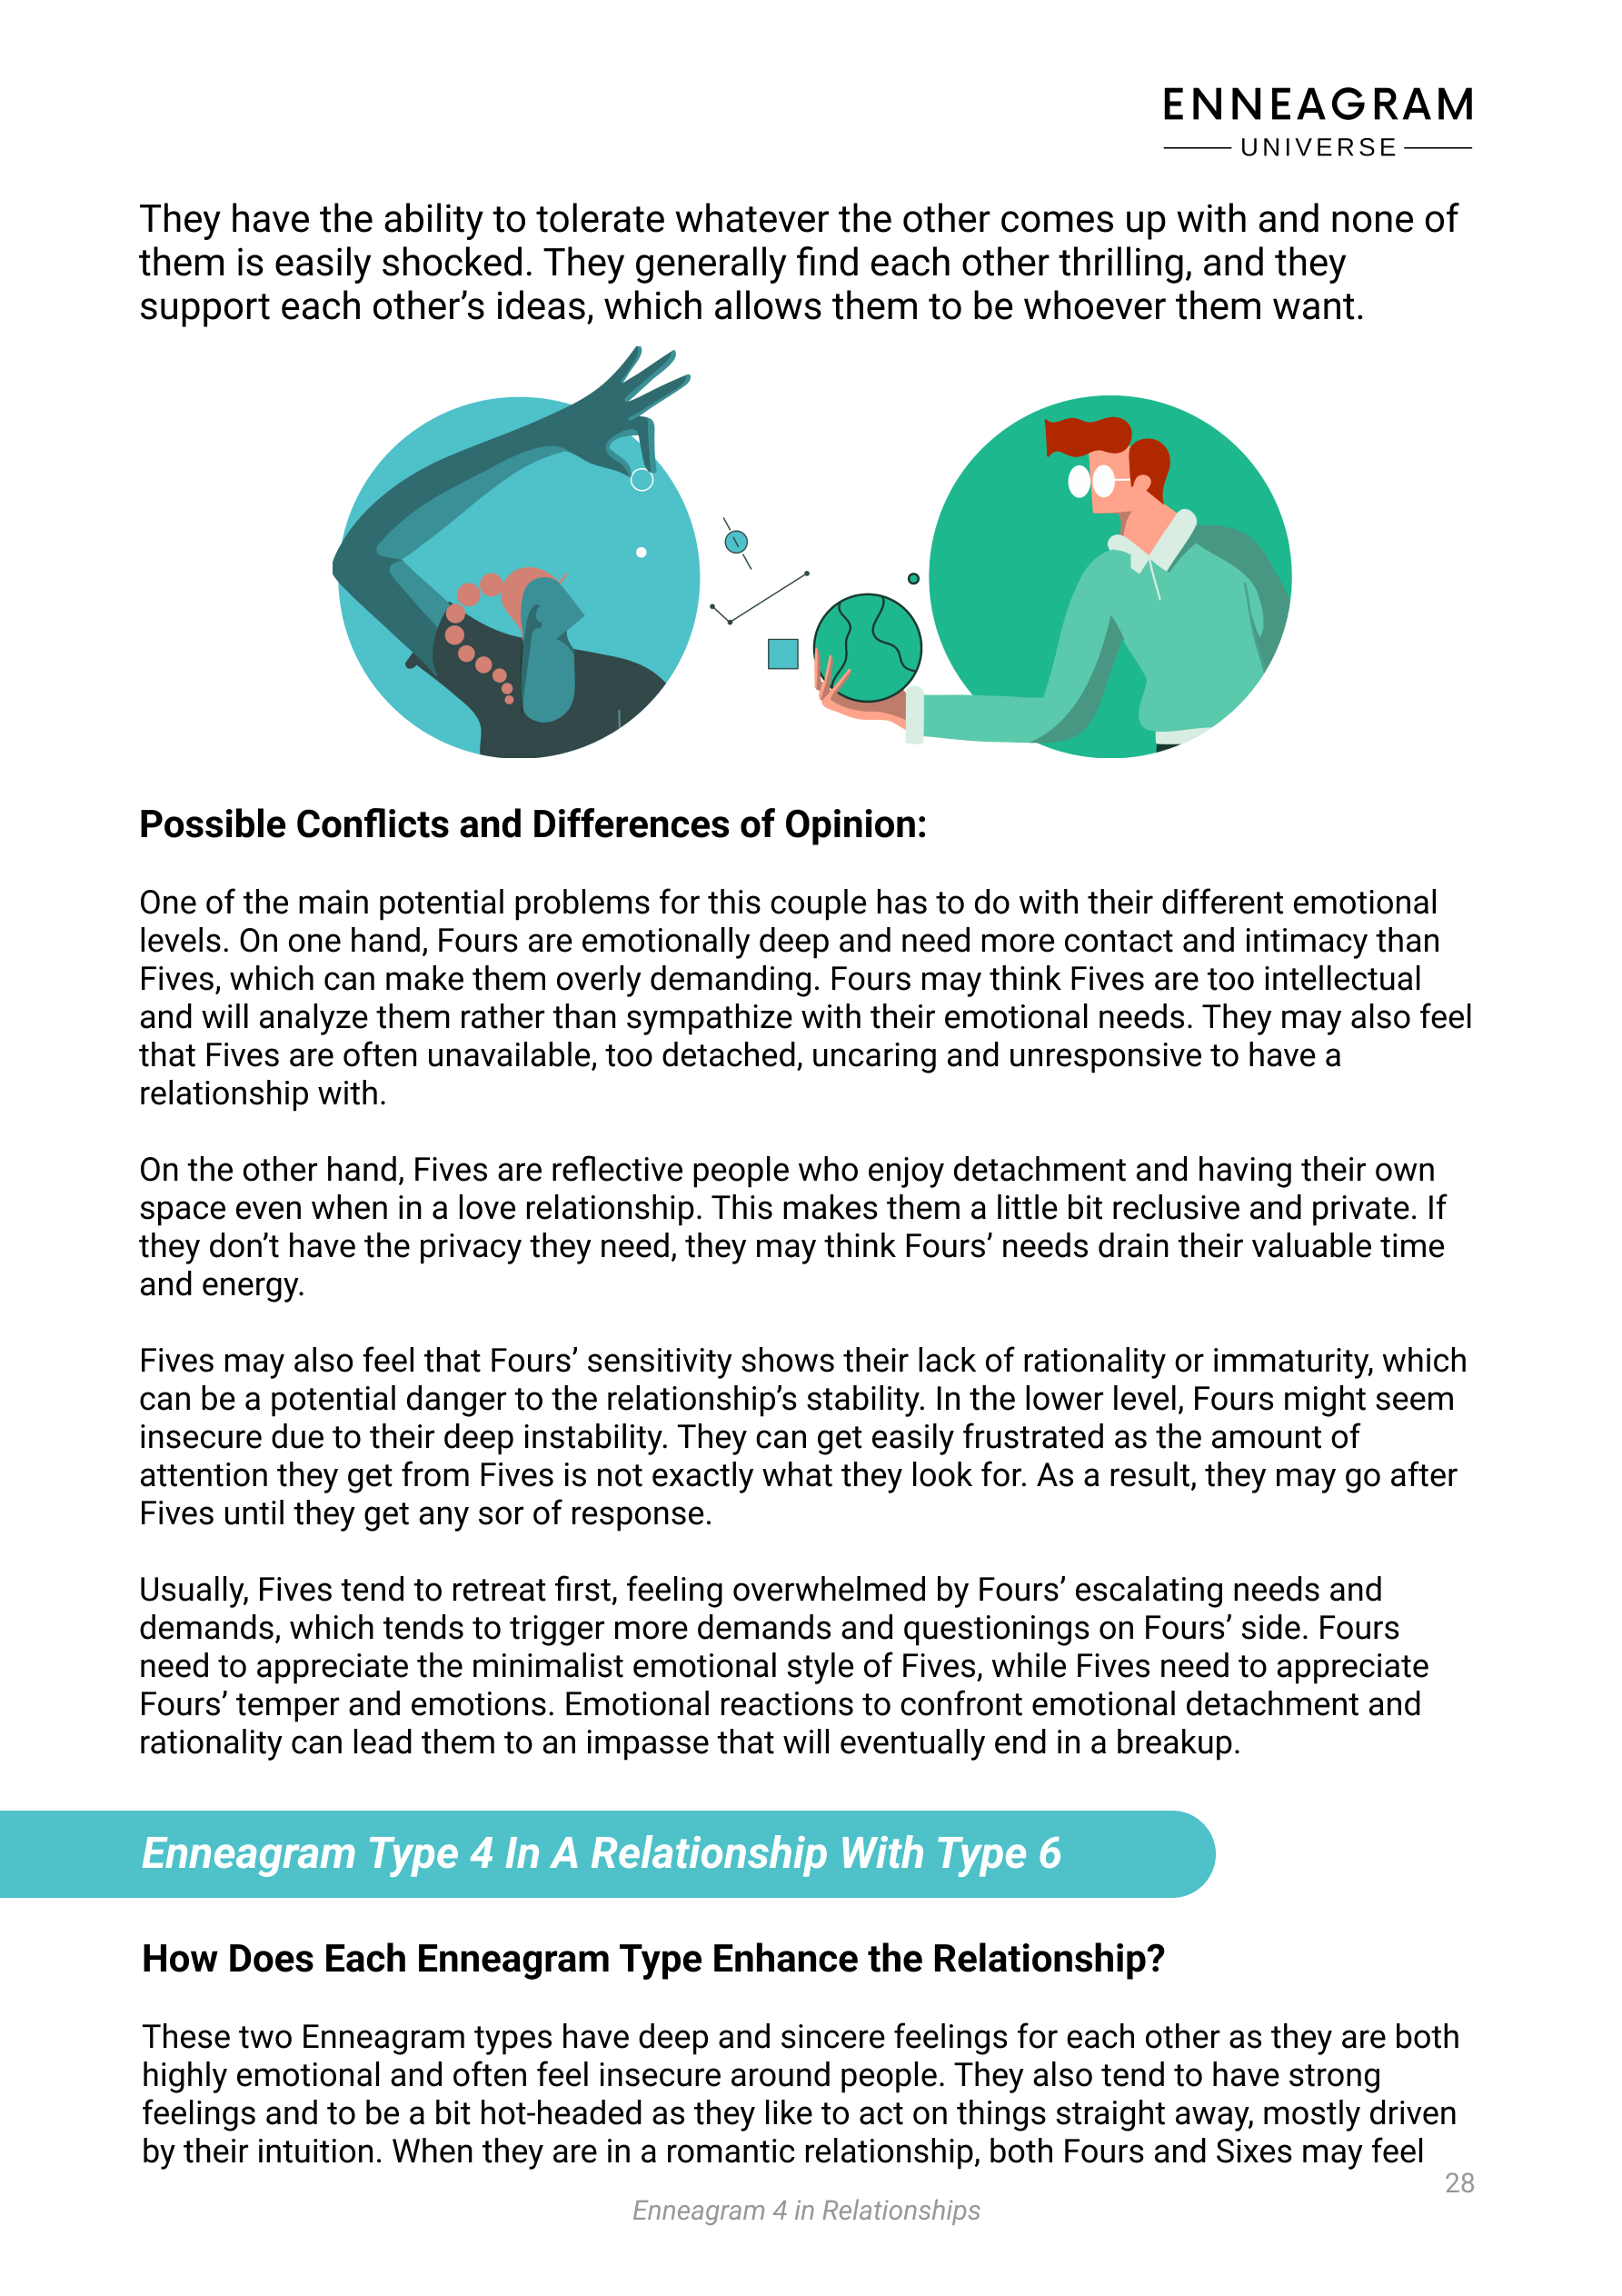 ENNEAGRAM
UNIVERSE
They have the ability to tolerate whatever the other comes up with and none of
them is easily shocked. They generally find each other thrilling, and they
support each other’s ideas, which allows them to be whoever them want.
Possible Conflicts and Differences of Opinion:
One of the main potential problems for this couple has to do with their different emotional
levels. On one hand, Fours are emotionally deep and need more contact and intimacy than
Fives, which can make them overly demanding. Fours may think Fives are too intellectual
and will analyze them rather than sympathize with their emotional needs. They may also feel
that Fives are often unavailable, too detached, uncaring and unresponsive to have a
relationship with.
On the other hand, Fives are reflective people who enjoy detachment and having their own
space even when in a love relationship. This makes them a little bit reclusive and private. If
they don’t have the privacy they need, they may think Fours’ needs drain their valuable time
and energy.
Fives may also feel that Fours’ sensitivity shows their lack of rationality or immaturity, which
can be a potential danger to the relationship’s stability. In the lower level, Fours might seem
insecure due to their deep instability. They can get easily frustrated as the amount of
attention they get from Fives is not exactly what they look for. As a result, they may go after
Fives until they get any sor of response.
Usually, Fives tend to retreat first, feeling overwhelmed by Fours’ escalating needs and
demands, which tends to trigger more demands and questionings on Fours’ side. Fours
need to appreciate the minimalist emotional style of Fives, while Fives need to appreciate
Fours’ temper and emotions. Emotional reactions to confront emotional detachment and
rationality can lead them to an impasse that will eventually end in a breakup.
Enneagram Type 4 In A Relationship With Type 6
How Does Each Enneagram Type Enhance the Relationship?
These two Enneagram types have deep and sincere feelings for each other as they are both
highly emotional and often feel insecure around people. They also tend to have strong
feelings and to be a bit hot-headed as they like to act on things straight away, mostly driven
by their intuition. When they are in a romantic relationship, both Fours and Sixes may feel
28
Enneagram 4 in Relationships